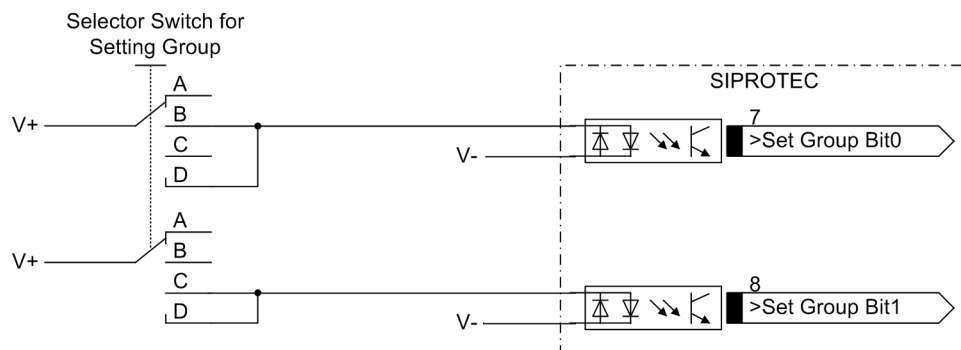 Selector Switch for
Setting Group
SIPROTEC
A
V+
B
C
D
V-
7
>Set Group Bit0
A
V+
B
C
D
V-
8
>Set Group Bit1